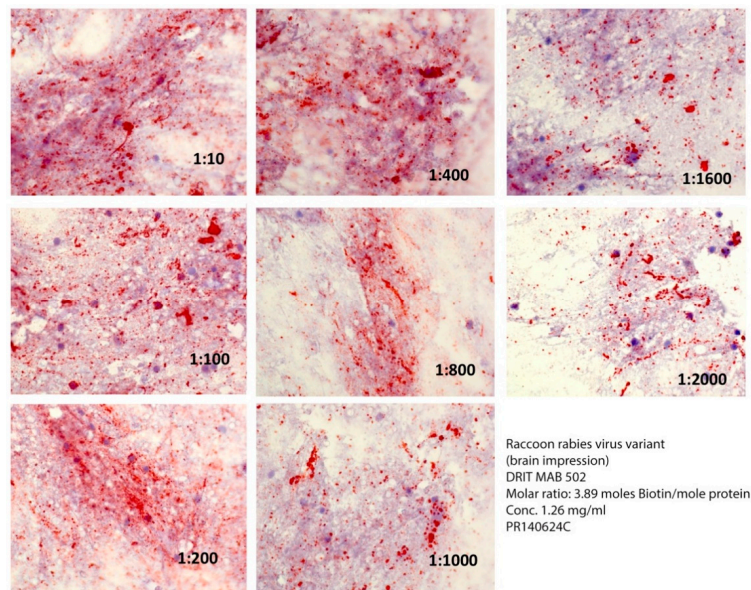 1:10
1:400
1:1600
1:100
1:800
1:2000
1:200
1:1000
Raccoon rabies virus variant
(brain impression)
DRIT MAB 502
Molar ratio: 3.89 moles Biotin/mole protein
Conc. 1.26 mg/ml
PR140624C